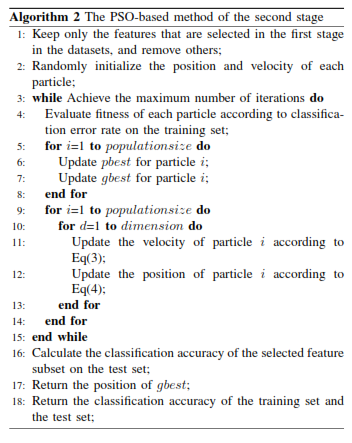 Algorithm 2 The PSO-based method of the second stage
1: Keep only the features that are selected in the first stage
in the datasets, and remove others;
2: Randomly initialize the position and velocity of each
particle;
3: while Achieve the maximum number of iterations do
4: Evaluate fitness of each particle according to classifica-
tion error rate on the training set;
5: for i=1 to populationsize do
6: Update pbest for particle i;
7: Update gbest for particle i;
8: end for
9: for i=1 to populationsize do
10: for d=1 to dimension do
11: Update the velocity of particle i according to
Eq(3);
12: Update the position of particle i according to
Eq(4);
13: end for
14: end for
15: end while
16: Calculate the classification accuracy of the selected feature
subset on the test set;
17: Return the position of gbest;
18: Return the classification accuracy of the training set and
the test set;